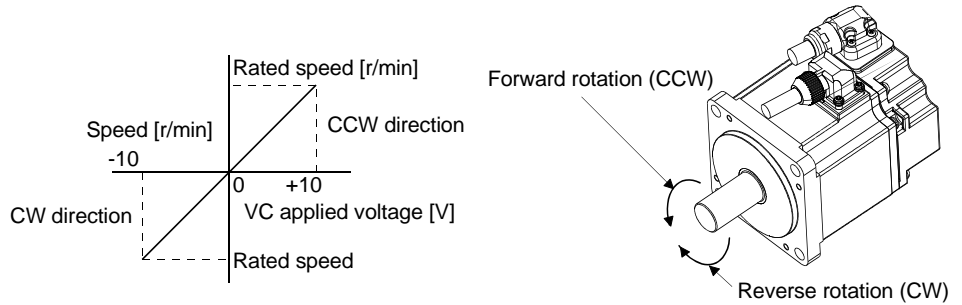 Rated speed [r/min]
Speed [r/min]
CCW direction
-10
0
+10
CW direction
VC applied voltage [V]
Rated speed
Forward rotation (CCW)
Reverse rotation (CW)